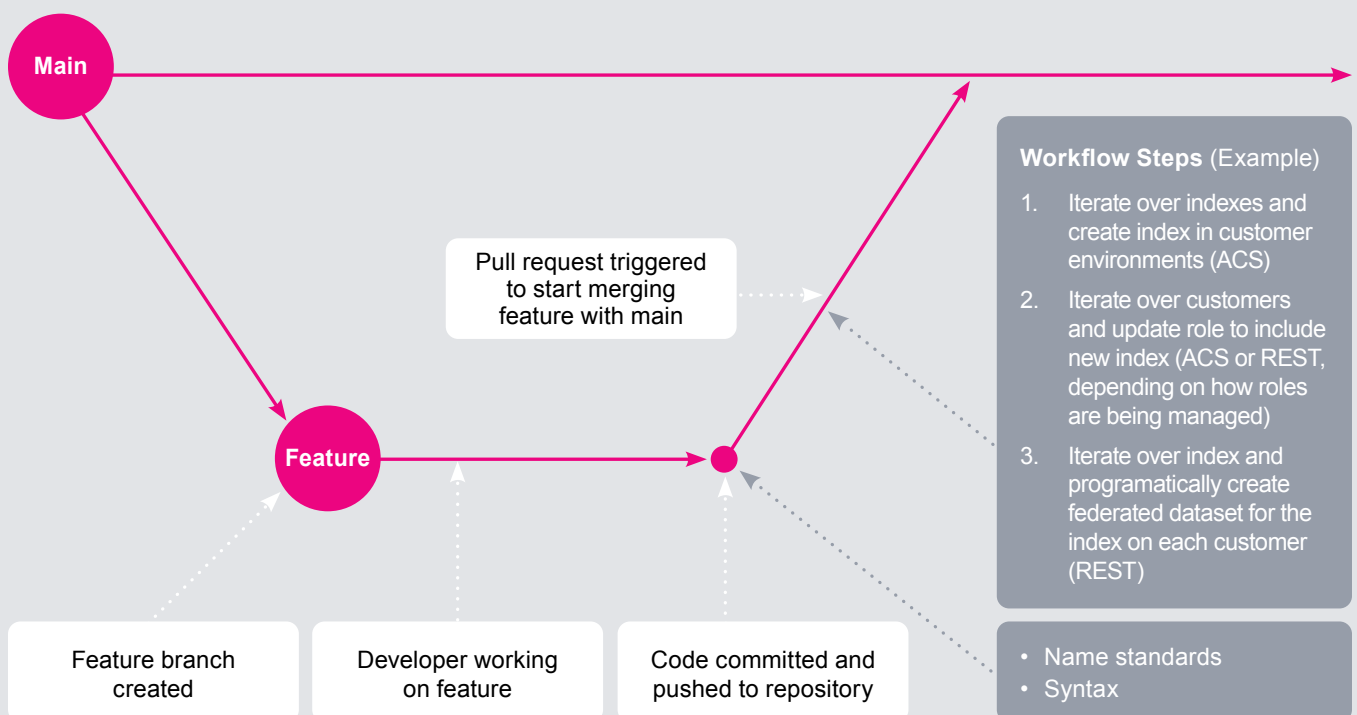 Main
Workflow Steps (Example)
1. Iterate over indexes and
create index in customer
environments (ACS)
2. Iterate over customers
and update role to include
new index (ACS or REST,
depending on how roles
are being managed)
3. Iterate over index and
programatically create
federated dataset for the
index on each customer
(REST)
Pull request triggered
to start merging
feature with main
Feature
Feature branch
created
Developer working
on feature
Code committed and
pushed to repository
• Name standards
• Syntax